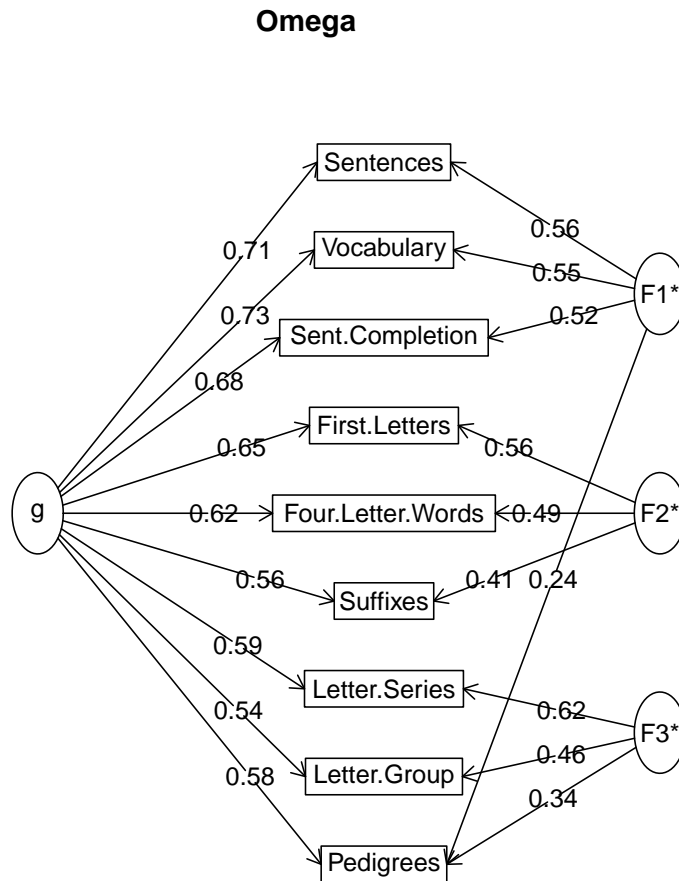 Omega
Sentences
0.56
0.71
Vocabulary
0.55
F1*
0.73
0.52
Sent.Completion
0.68
First.Letters
0.65
0.56
g
0.62
Four.Letter.Words
0.49
F2*
0.56
0.41
0.24
Suffixes
0.59
Letter.Series
0.54
0.62
F3*
0.46
Letter.Group
0.58
0.34
Pedigrees